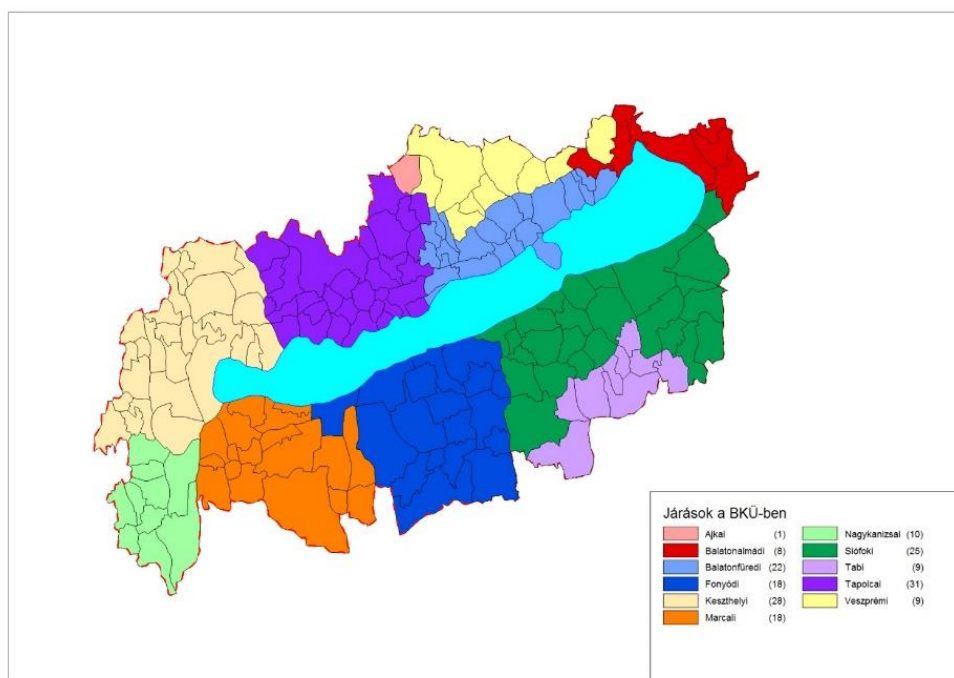 Járások a BKÜ-ben
Ajkai (1)
Balatonalmádi (8)
Balatonfüredi (22)
Fonyódi (18)
Keszthelyi (28)
Marcali (18)
Nagykanizsai (10)
Siófoki (25)
Tabi (9)
Tapolcai (31)
Veszprémi (9)